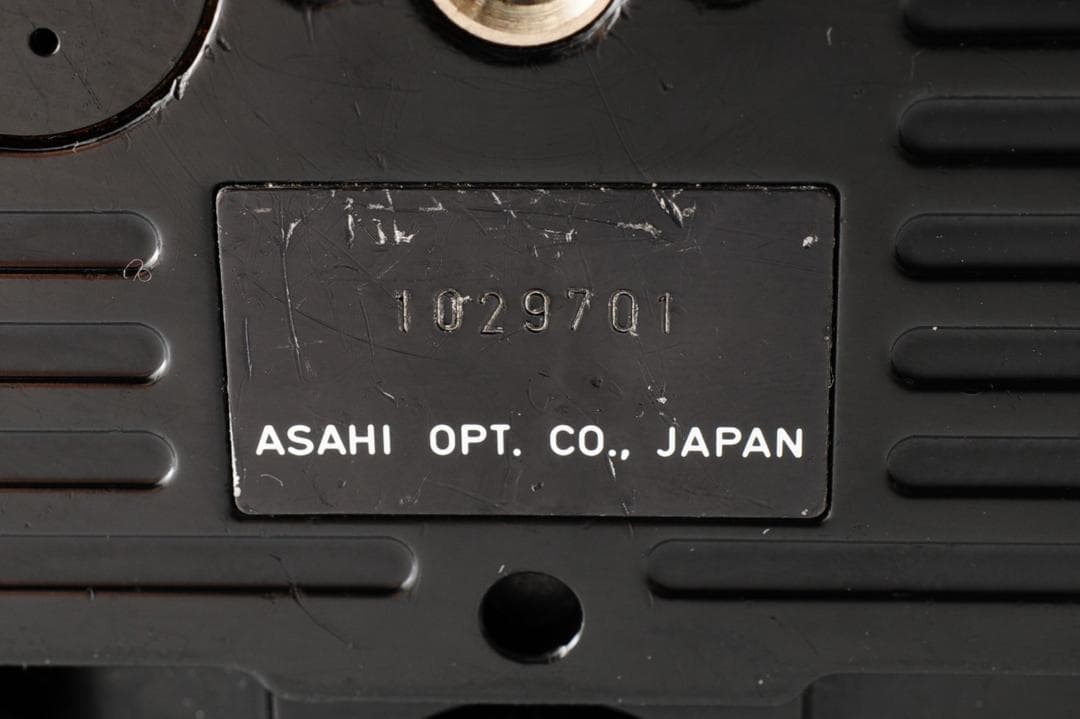 1029701
ASAHI OPT. CO., JAPAN